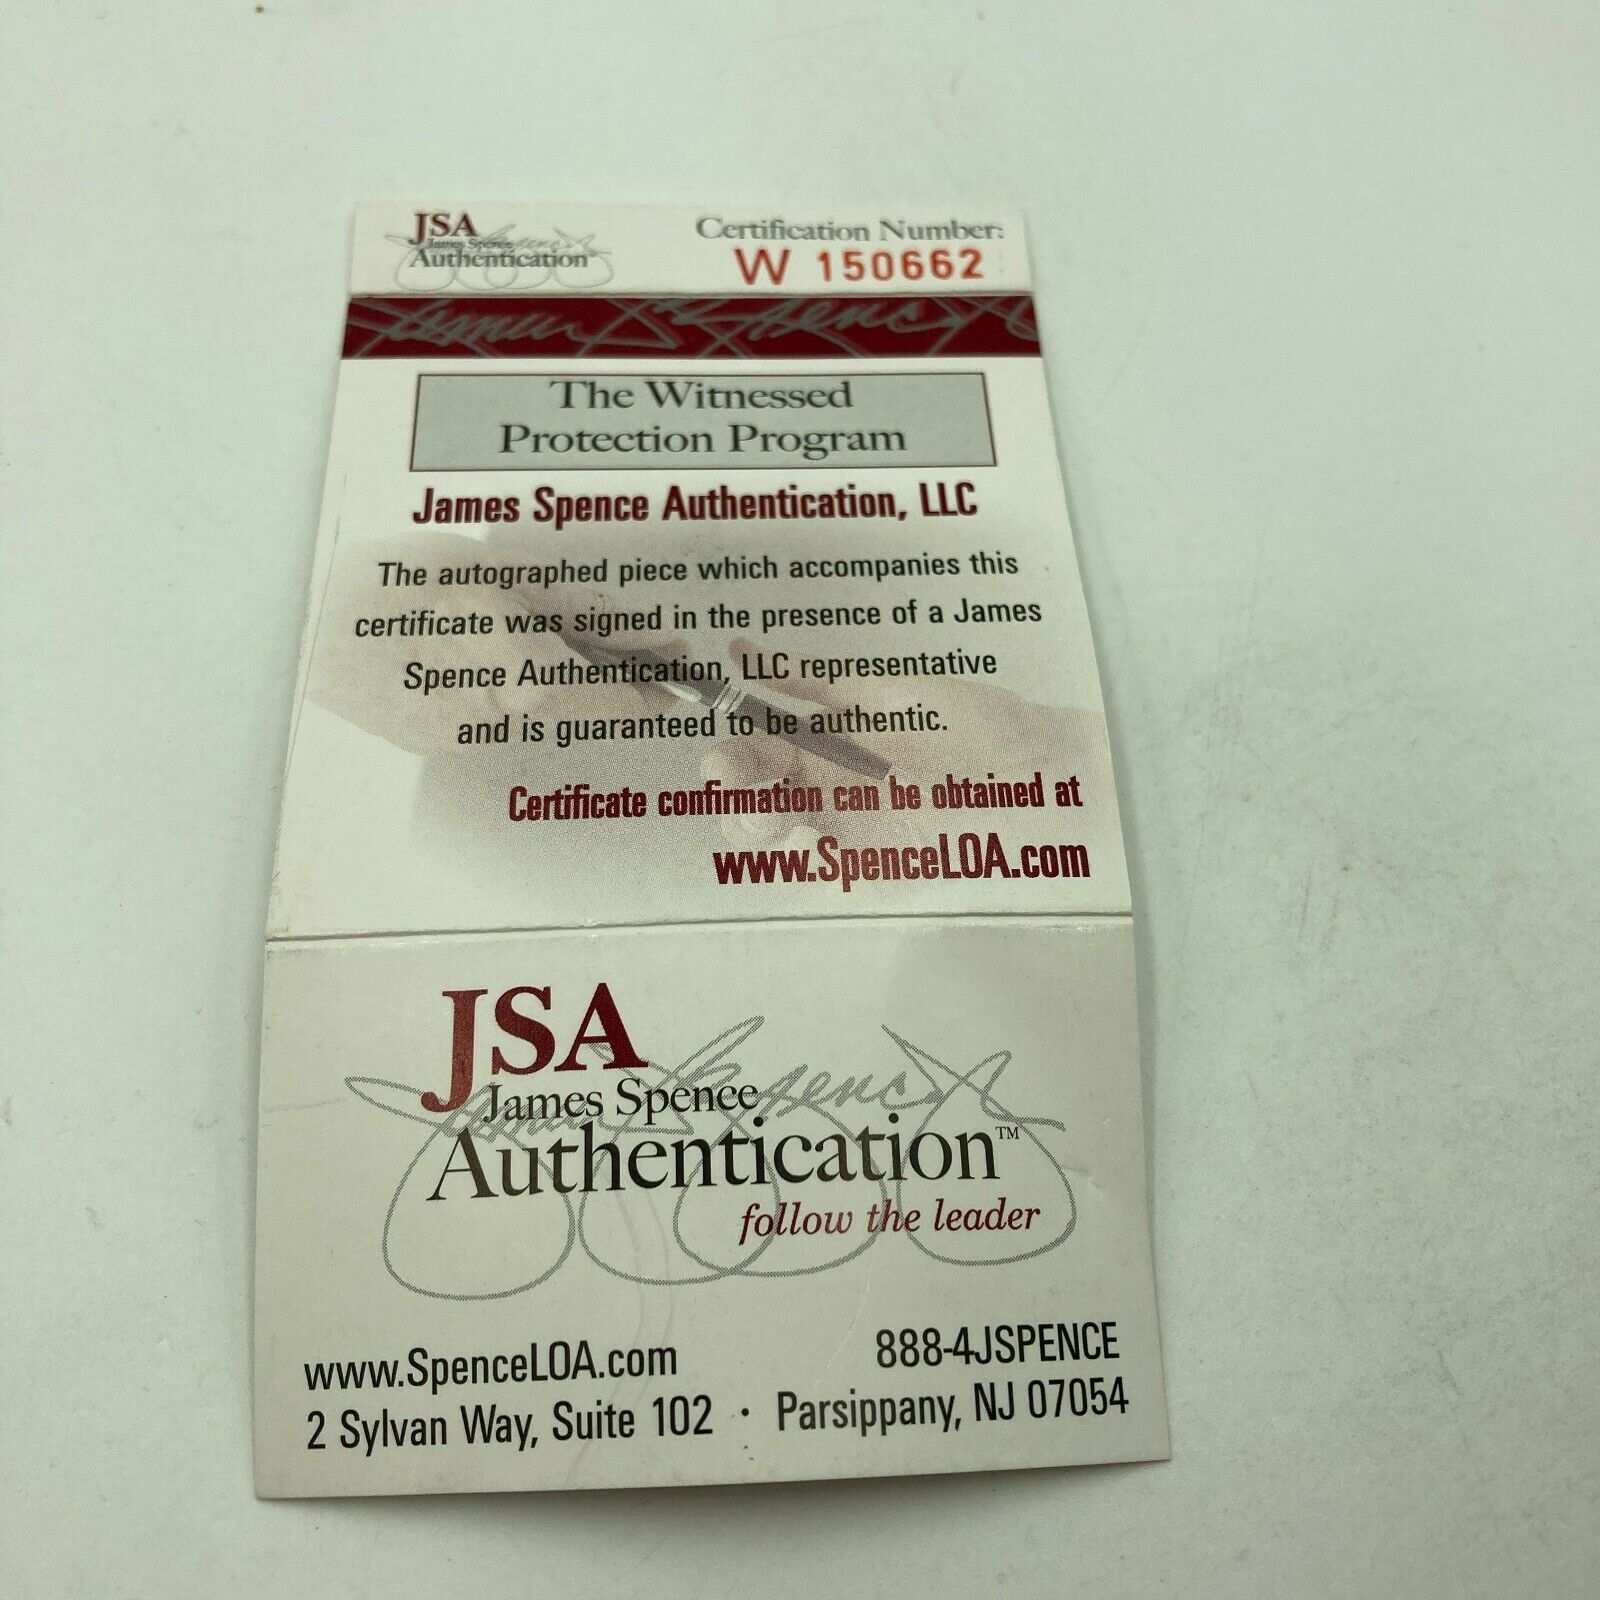 JSA
James Spence
Authentication®
Certification Number:
W 150662
James Spence
The Witnessed
Protection Program
James Spence Authentication, LLC
The autographed piece which accompanies this
certificate was signed in the presence of a James
Spence Authentication, LLC representative
and is guaranteed to be authentic.
Certificate confirmation can be obtained at
www.SpenceLOA.com
JSA
James Spence
Authentication™
follow the leader
www.SpenceLOA.com
888-4JSPENCE
2 Sylvan Way, Suite 102 · Parsippany, NJ 07054